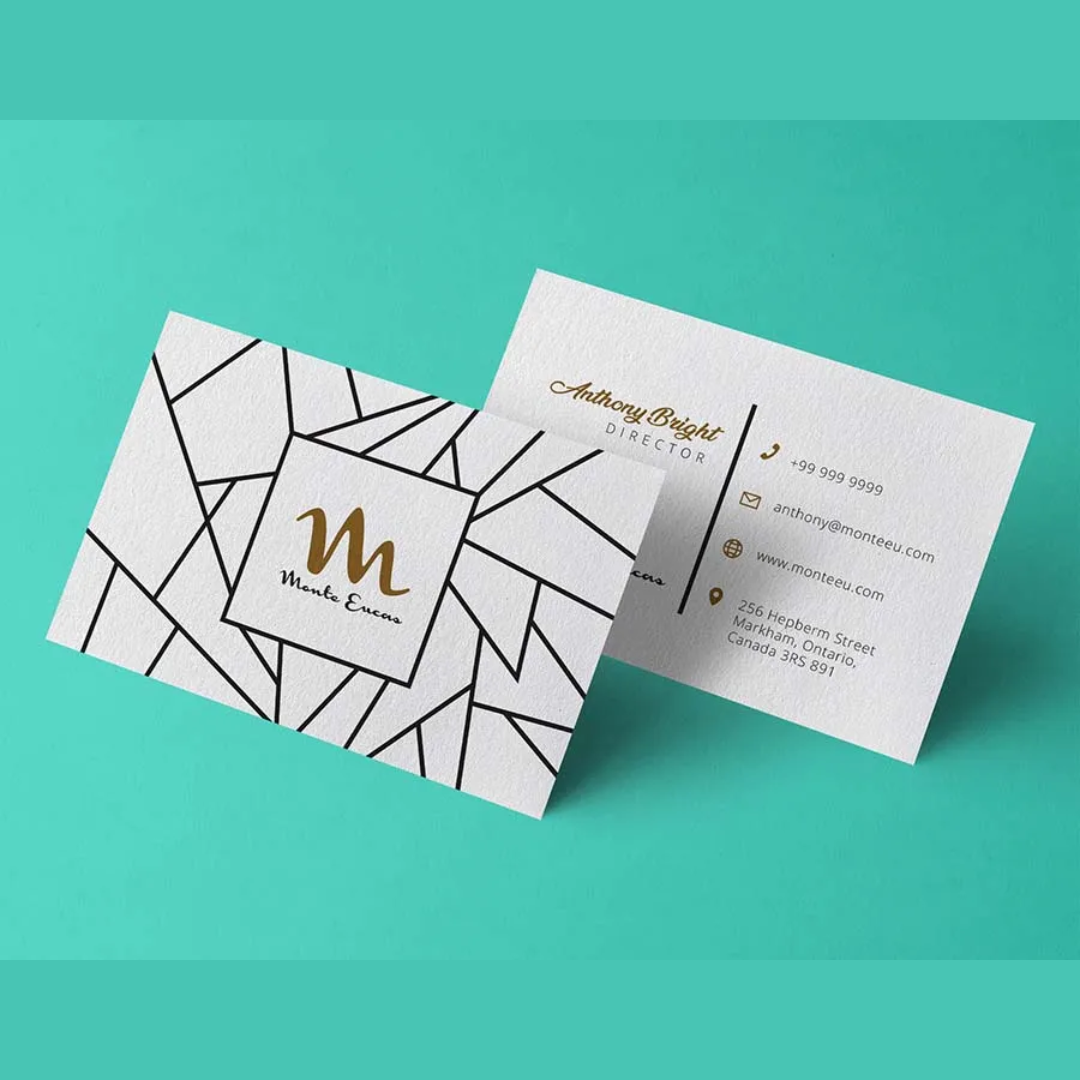 M
Monte Eucas
Anthony Bright
DIRECTOR
+99 999 9999
anthony@monteeu.com
www.monteeu.com
256 Hepberm Street
Markham, Ontario,
Canada 3RS 891